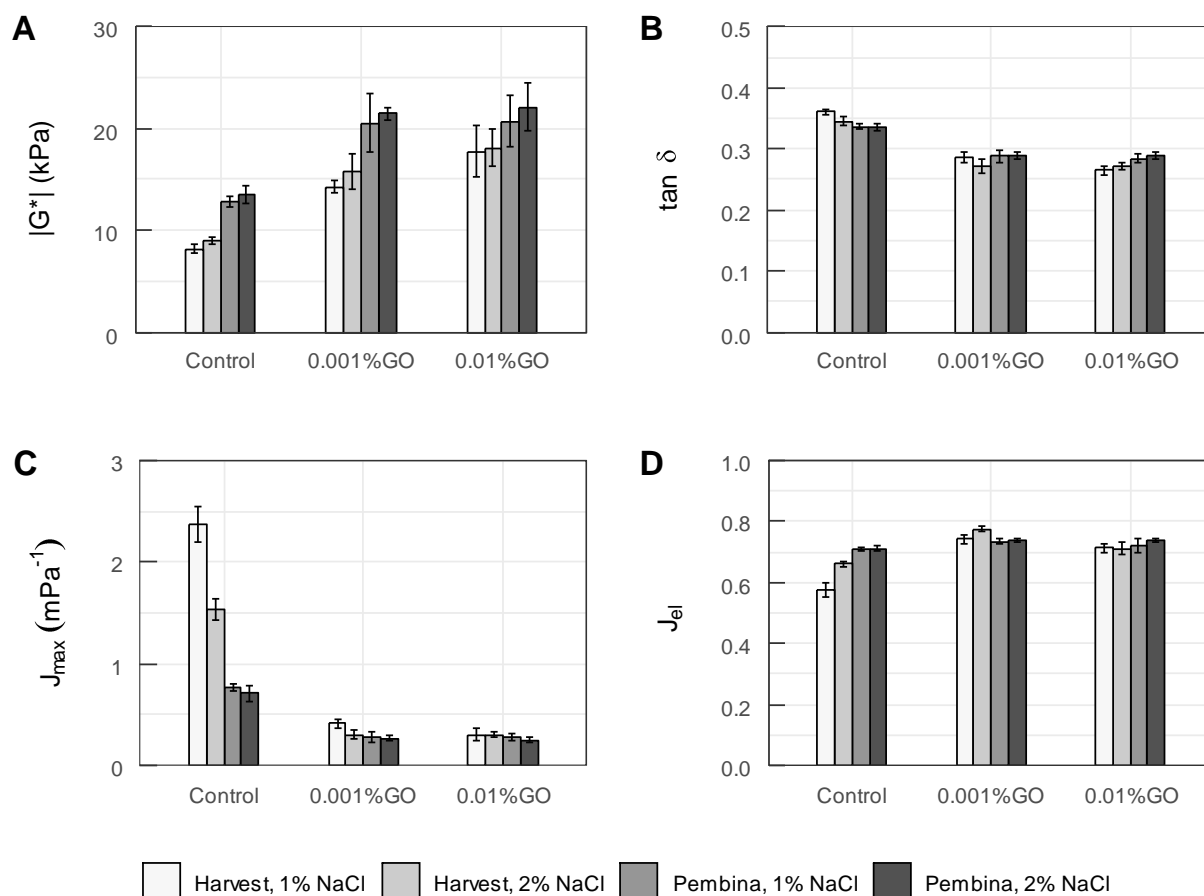 A
|G*| (kPa)
30
20
10
0
Control 0.001%GO 0.01%GO
B
tan δ
0.5
0.4
0.3
0.2
0.1
0.0
Control 0.001%GO 0.01%GO
C
Jmax (mPa-1)
3
2
1
0
Control 0.001%GO 0.01%GO
D
Jel
1.0
0.8
0.6
0.4
0.2
0.0
Control 0.001%GO 0.01%GO
Harvest, 1% NaCl Harvest, 2% NaCl Pembina, 1% NaCl Pembina, 2% NaCl